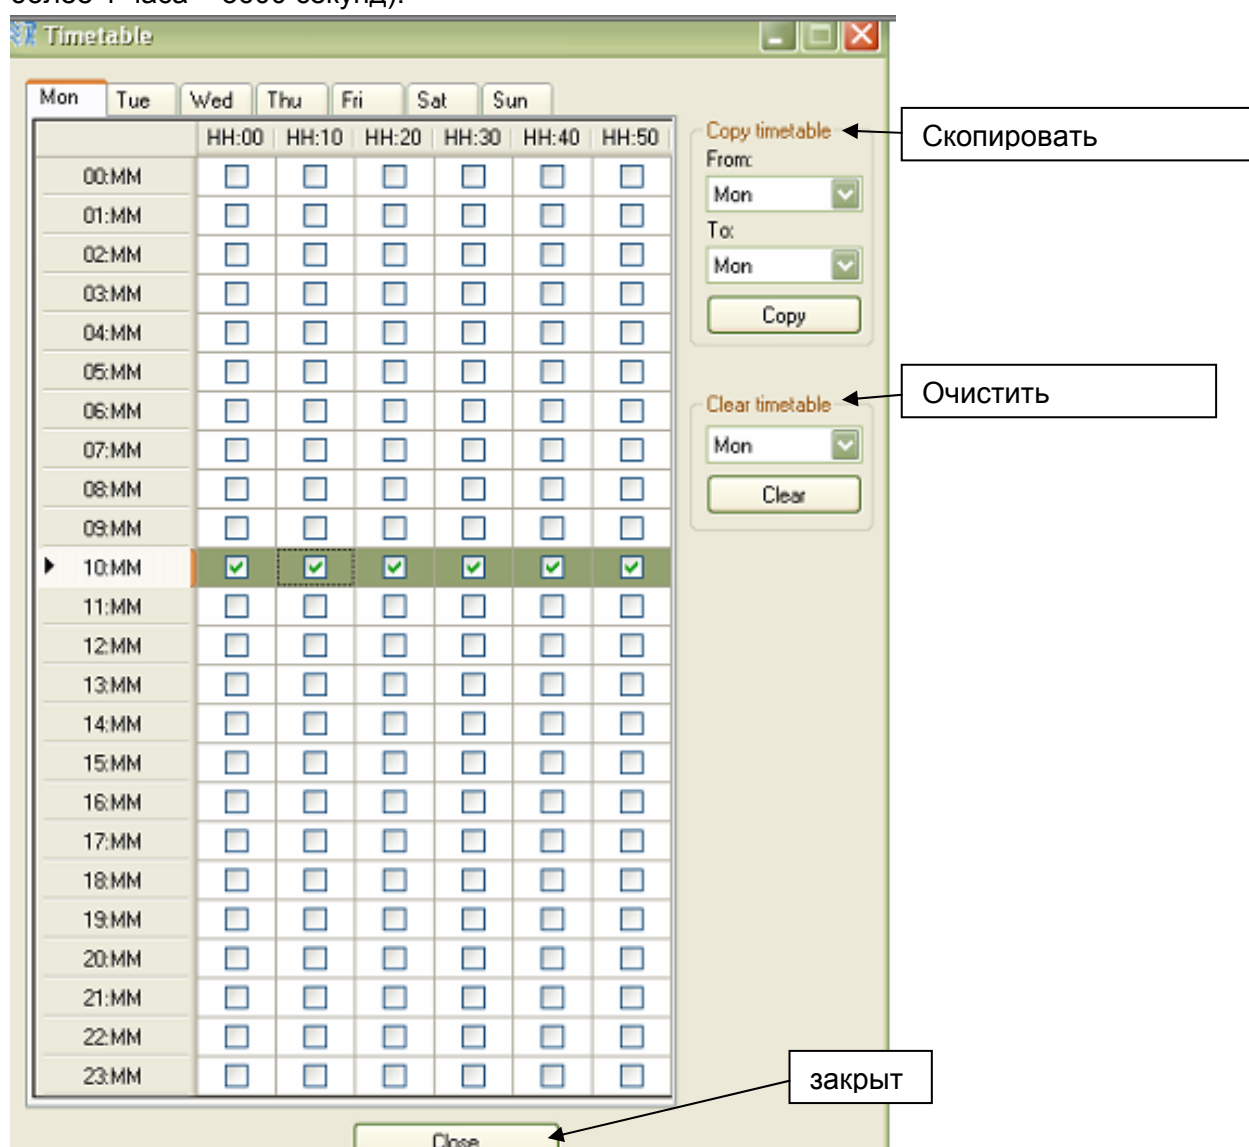 Timetable
Mon Tue Wed Thu Fri Sat Sun
HH:00 HH:10 HH:20 HH:30 HH:40 HH:50
Copy timetable
Скопировать
From:
00:MM
Mon
01:MM
To:
02:MM
Mon
03:MM
Copy
04:MM
05:MM
Очистить
06:MM
Clear timetable
07:MM
Mon
08:MM
Clear
09:MM
10:MM
11:MM
12:MM
13:MM
14:MM
15:MM
16:MM
17:MM
18:MM
19:MM
20:MM
21:MM
22:MM
23:MM
закрыт
Close